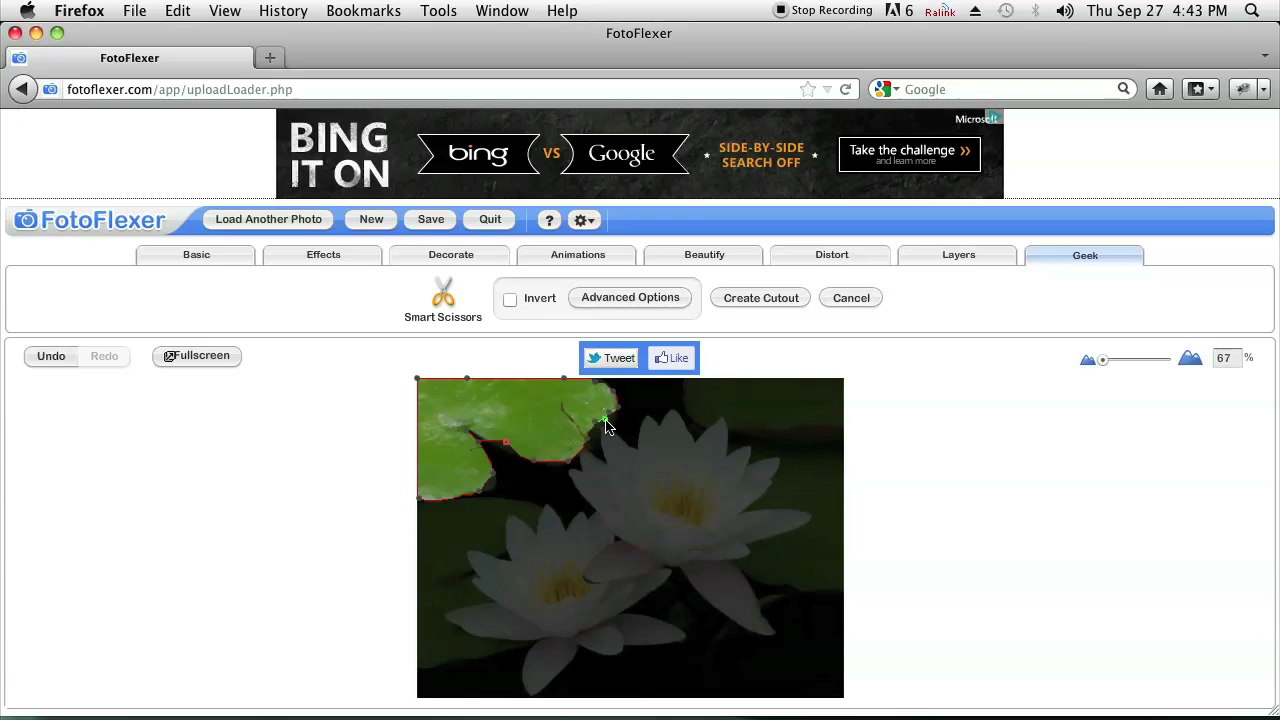 Firefox File Edit View History Bookmarks Tools Window Help Stop Recording 6 Ralink Thu Sep 27 4:43 PM
FotoFlexer
FotoFlexer
fotoflexer.com/app/uploadLoader.php Google
Microsoft
BING
IT ON
bing VS Google
SIDE-BY-SIDE
SEARCH OFF
Take the challenge »
and learn more
FotoFlexer Load Another Photo New Save Quit ?
Basic Effects Decorate Animations Beautify Distort Layers Geek
Smart Scissors
Invert Advanced Options Create Cutout Cancel
Undo Redo Fullscreen Tweet Like 67 %